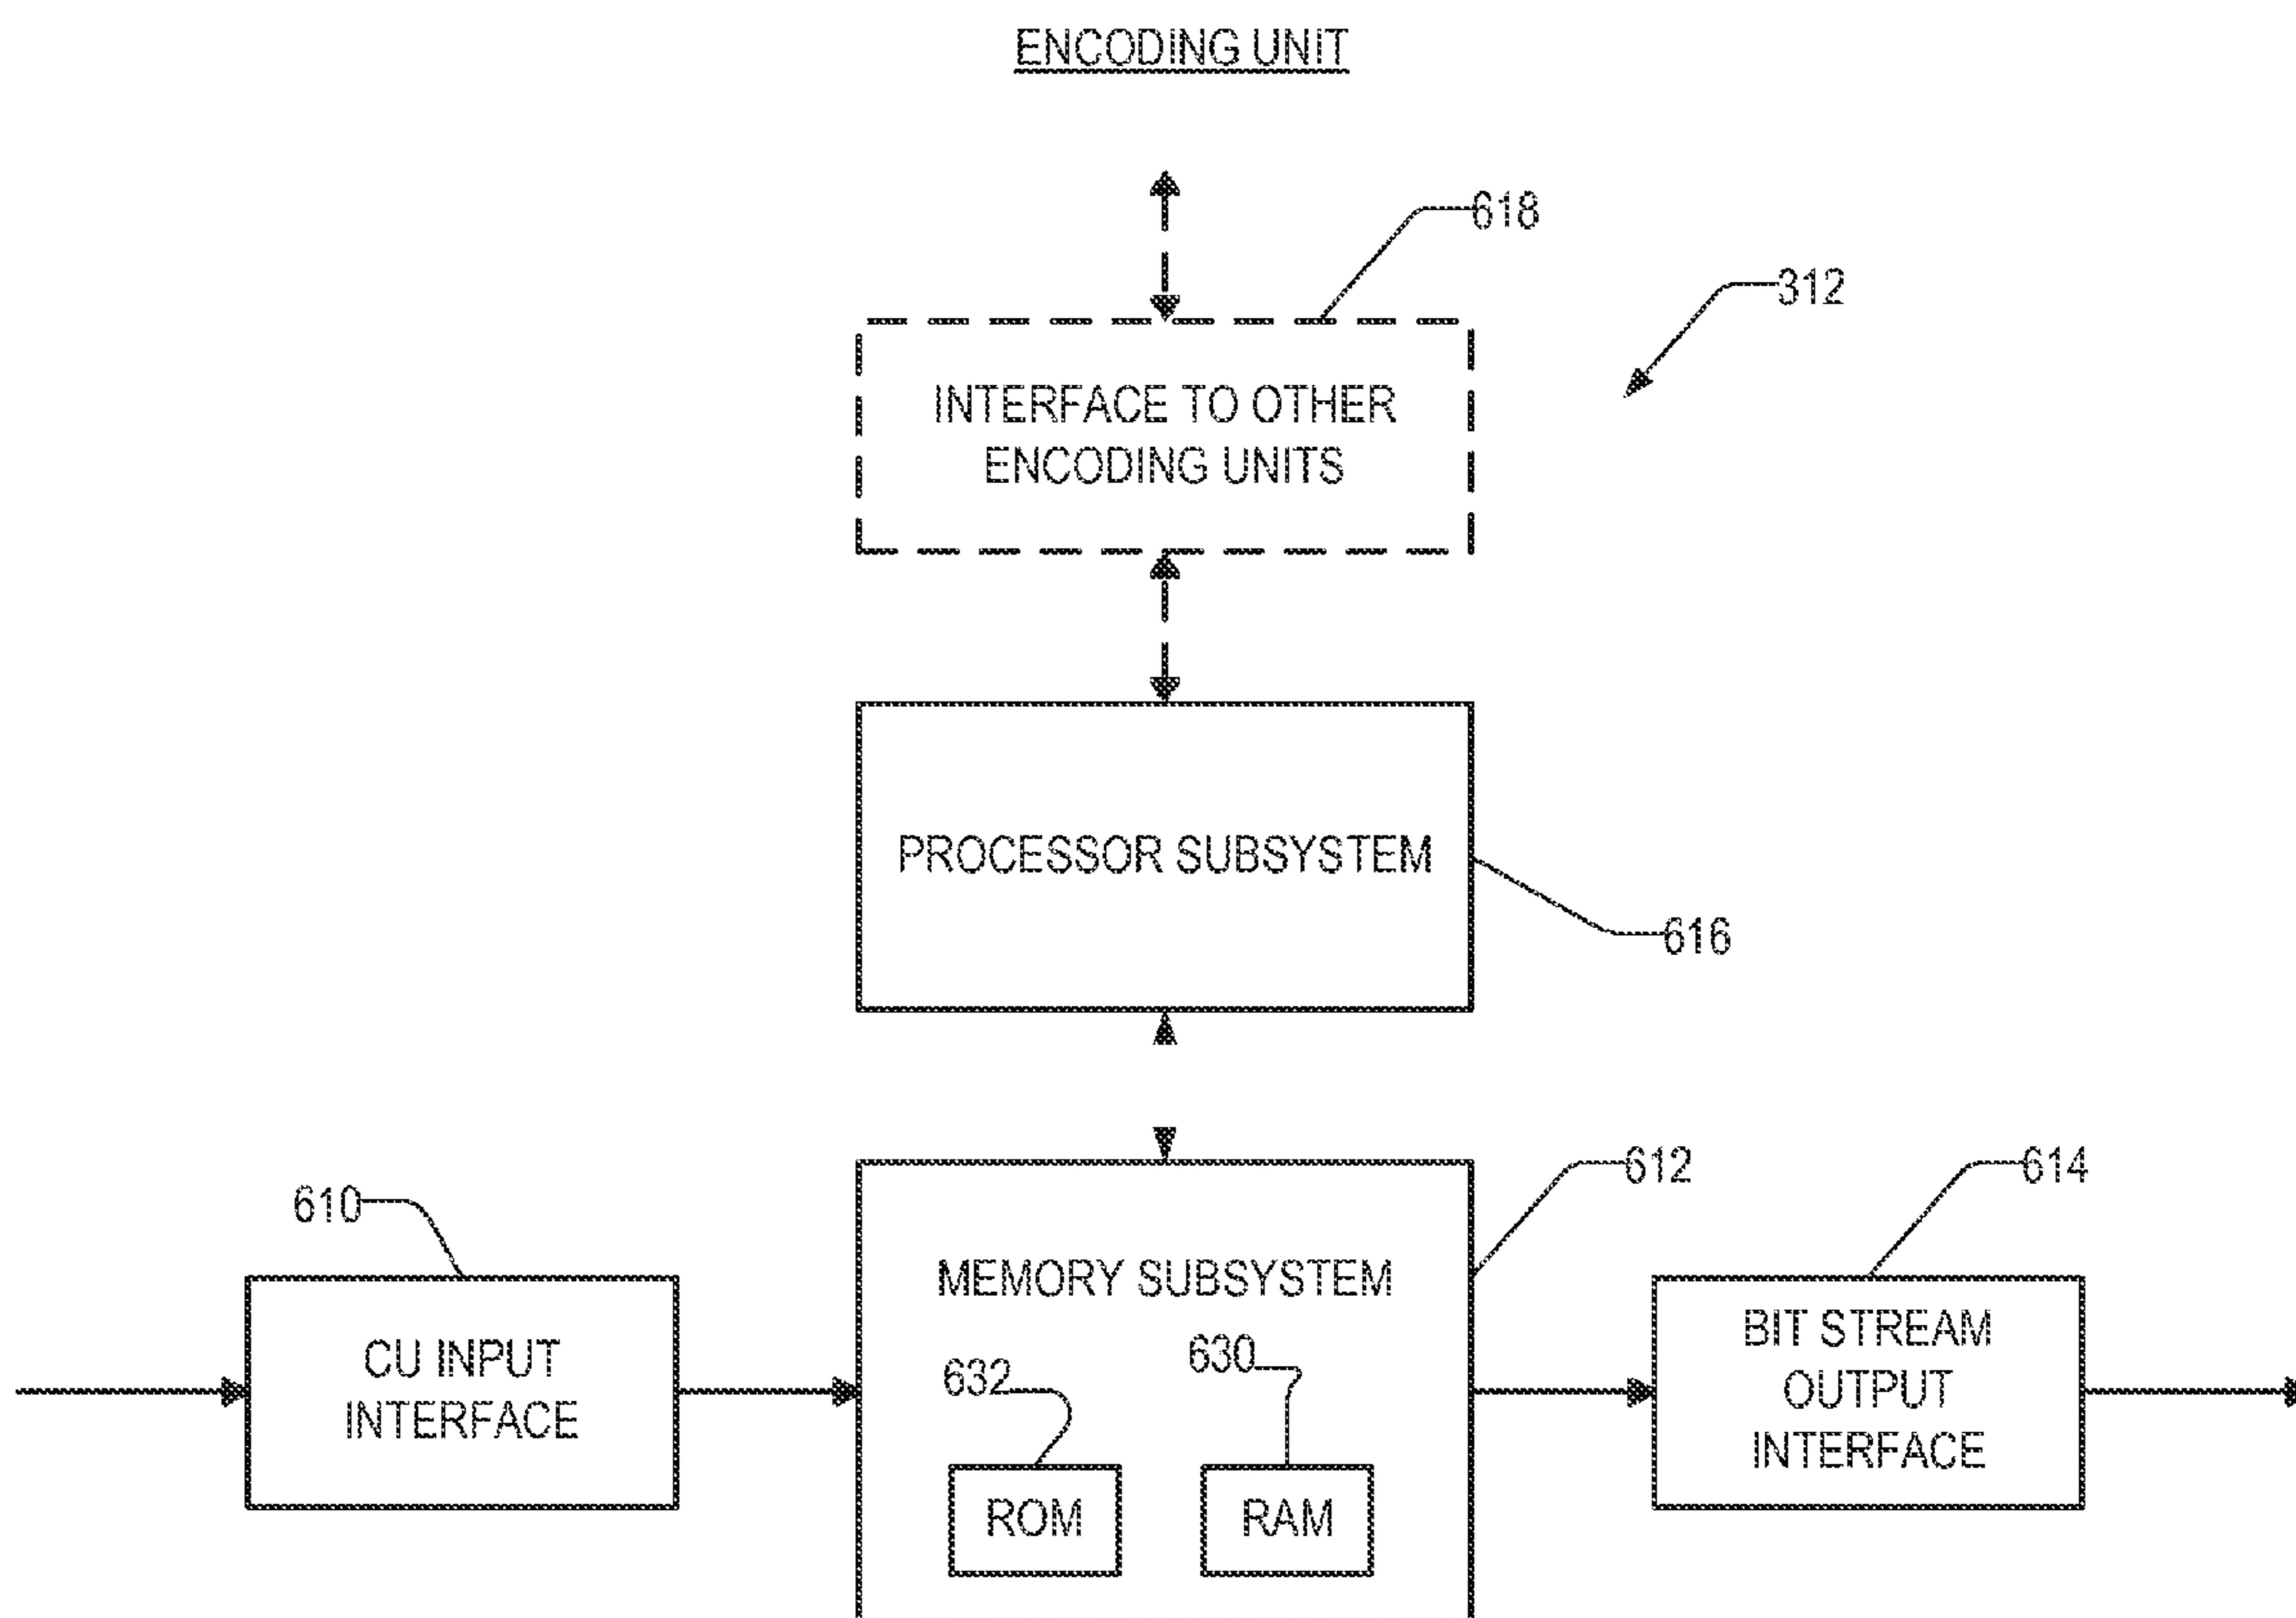 ENCODING UNIT
618
312
INTERFACE TO OTHER
ENCODING UNITS
PROCESSOR SUBSYSTEM
616
612
614
610
MEMORY SUBSYSTEM
CU INPUT
INTERFACE
632
630
ROM
RAM
BIT STREAM
OUTPUT
INTERFACE